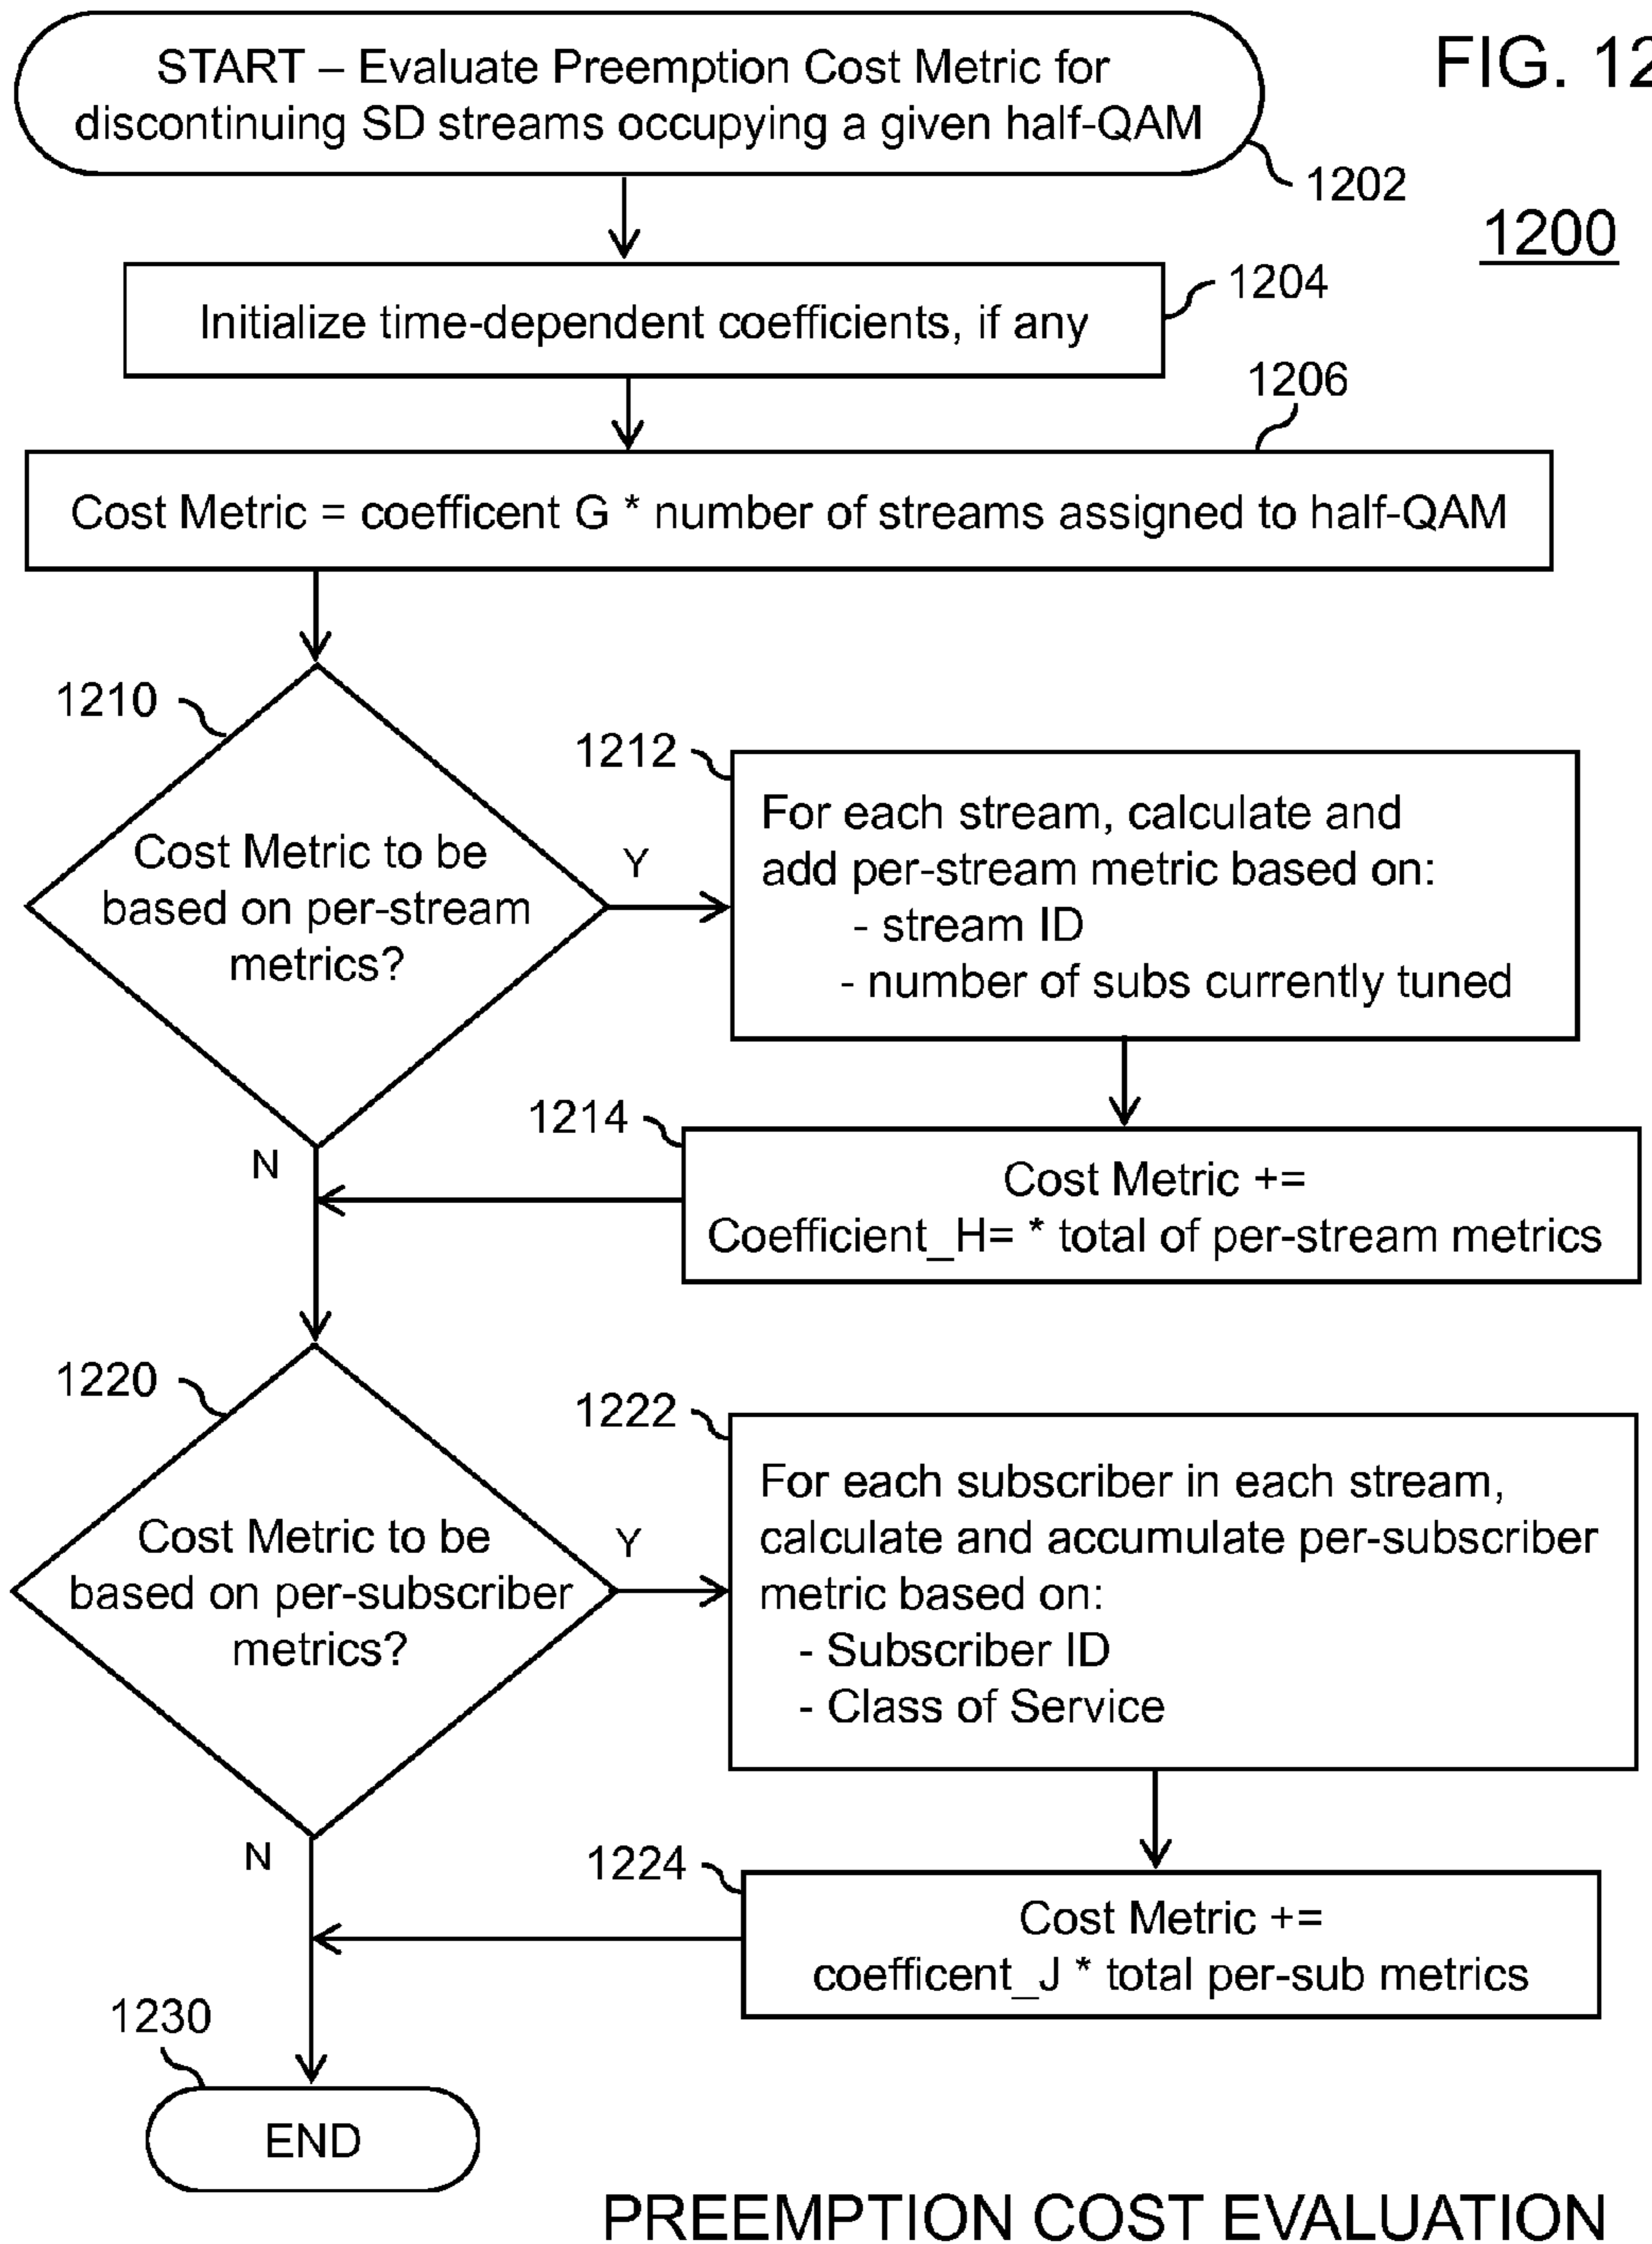 START – Evaluate Preemption Cost Metric for
discontinuing SD streams occupying a given half-QAM
FIG. 12
1202
1200
1204
Initialize time-dependent coefficients, if any
1206
Cost Metric = coefficent G * number of streams assigned to half-QAM
1210
Cost Metric to be
based on per-stream
metrics?
Y
1212
For each stream, calculate and
add per-stream metric based on:
- stream ID
- number of subs currently tuned
N
1214
Cost Metric +=
Coefficient_H= * total of per-stream metrics
1220
Cost Metric to be
based on per-subscriber
metrics?
Y
1222
For each subscriber in each stream,
calculate and accumulate per-subscriber
metric based on:
- Subscriber ID
- Class of Service
N
1224
Cost Metric +=
coefficent_J * total per-sub metrics
1230
END
PREEMPTION COST EVALUATION